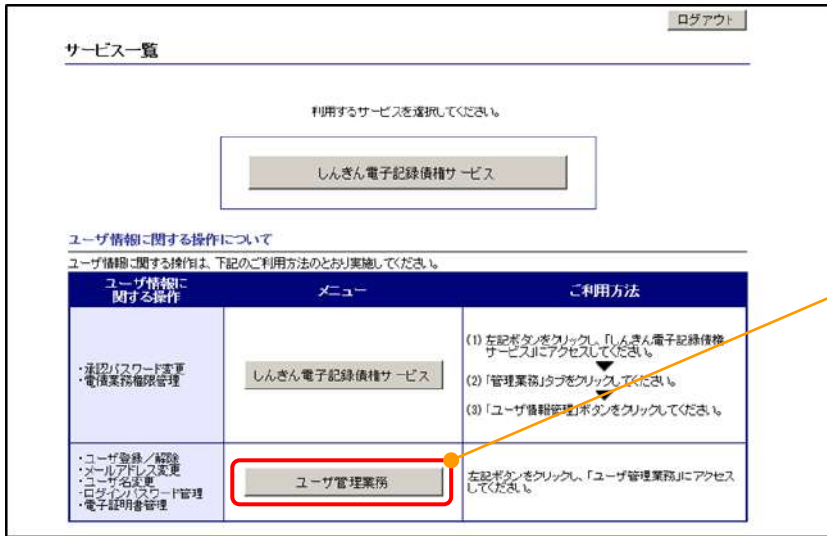 ログアウト
サービス一覧
利用するサービスを選択してください。
しんきん電子記録債権サービス
ユーザ情報に関する操作について
ユーザ情報に関する操作は、下記のご利用方法のとおり実施してください。
ユーザ情報に
関する操作
メニュー
ご利用方法
・承認パスワード変更
・電債業務権限管理
しんきん電子記録債権サービス
(1) 左記ボタンをクリックし、「しんきん電子記録債権
サービス」にアクセスしてください。
(2)「管理業務」タブをクリックしてください。
(3)「ユーザ情報管理」ボタンをクリックしてください。
・ユーザ登録／解除
・メールアドレス変更
・ユーザ名変更
・ログインパスワード管理
・電子証明書管理
ユーザ管理業務
左記ボタンをクリックし、「ユーザ管理業務」にアクセス
してください。